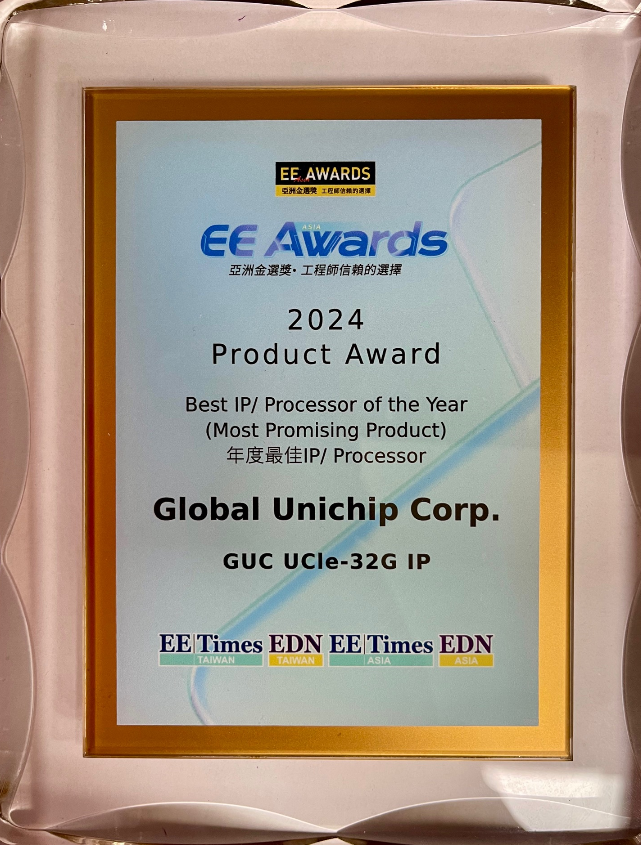 EE AWARDS
亞洲金選獎 工程師信賴的選擇
EE ASIA Awards
亞洲金選獎•工程師信賴的選擇
2024
Product Award
Best IP/ Processor of the Year
(Most Promising Product)
年度最佳IP/ Processor
Global Unichip Corp.
GUC UCIe-32G IP
EE|Times EDN EE|Times EDN
TAIWAN TAIWAN ASIA ASIA